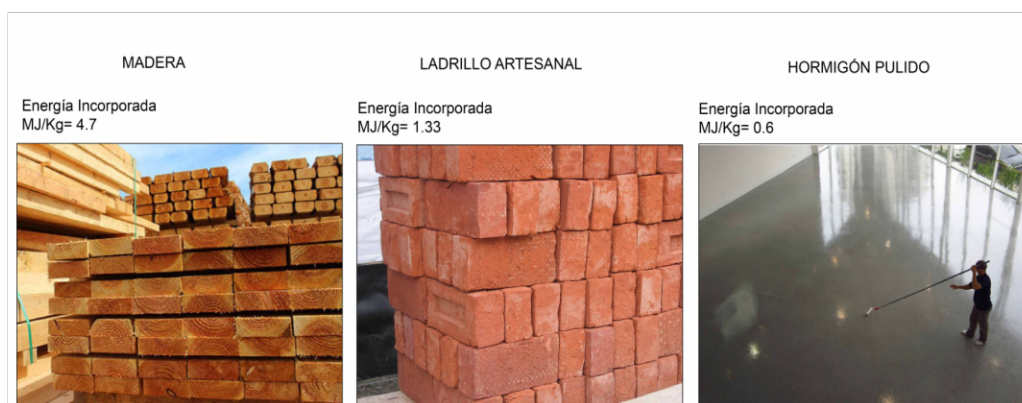 MADERA
Energía Incorporada
MJ/Kg= 4.7
LADRILLO ARTESANAL
Energía Incorporada
MJ/Kg= 1.33
HORMIGÓN PULIDO
Energía Incorporada
MJ/Kg= 0.6